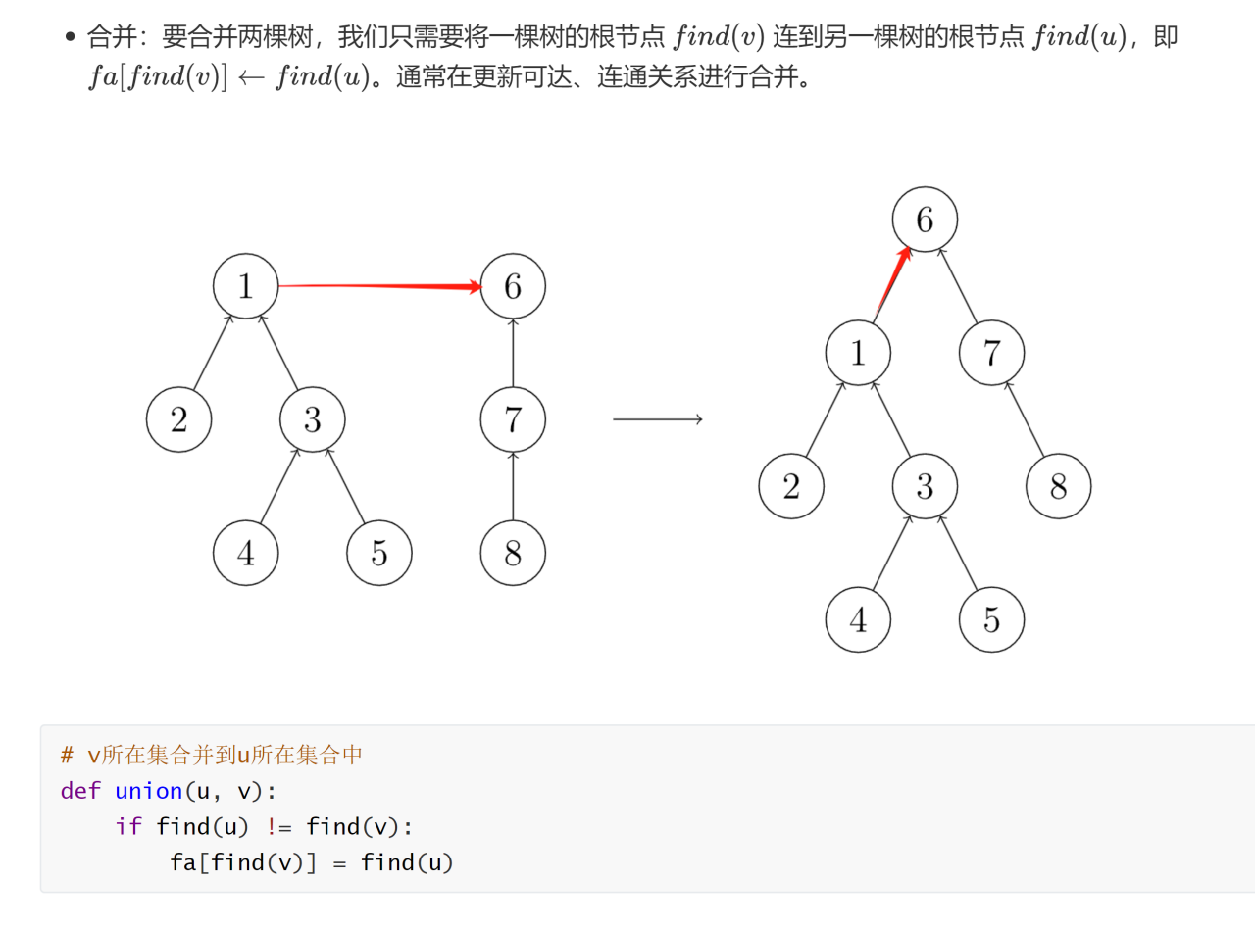 • 合并：要合并两棵树，我们只需要将一棵树的根节点 find(v) 连到另一棵树的根节点 find(u)，即
fa[find(v)] ← find(u)。通常在更新可达、连通关系进行合并。
6
1 6
1 7
2 3 7
2 3 8
4 5 8
4 5
# v所在集合并到u所在集合中
def union(u, v):
    if find(u) != find(v):
        fa[find(v)] = find(u)